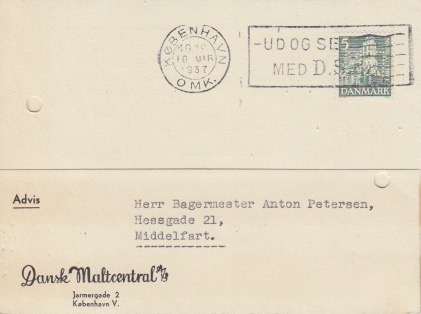 KØBENHAVN
10 MAR
1937
OMK.
-UD OG SE
MED D.S.
5
DANMARK
Advis
Herr Bagermester Anton Petersen,
Hessgade 21,
Middelfart.
Dansk Maltcentral A/S
Jarmergade 2
København V.